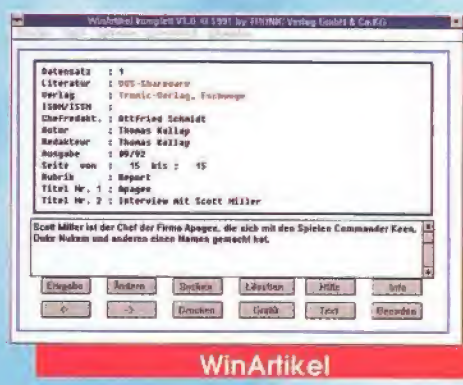 WinArtikel komplett V1.0 © 1991 by TRONIC Verlag GmbH & Co.KG
Datensatz : 1
Literatur : DOS-Shareware
Verlag : Tronic-Verlag, Eschwege
ISBN/ISSN :
Chefredakt. : Ottfried Schmidt
Autor : Thomas Kallay
Redakteur : Thomas Kallay
Ausgabe : 09/92
Seite von : 15 bis : 15
Rubrik : Report
Titel Nr. 1 : Apogee
Titel Nr. 2 : Interview mit Scott Miller
Scott Miller ist der Chef der Firma Apogee, die sich mit den Spielen Commander Keen,
Duke Nukem und anderen einen Namen gemacht hat.
Eingabe Ändern Suchen Löschen Hilfe Info
<- -> Drucken Grafik Text Beenden
WinArtikel